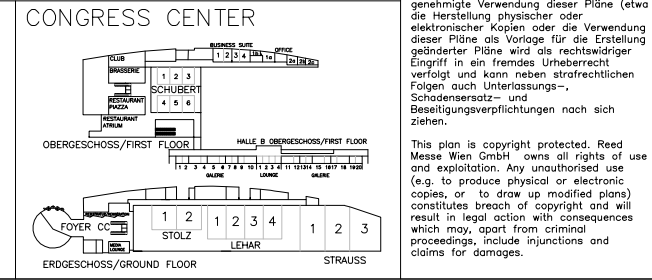 CONGRESS CENTER
BUSINESS SUITE
OFFICE
CLUB
1 2 3 4 1b 1a 2a 2b 2c
BRASSERIE
1 2 3
SCHUBERT
RESTAURANT
PIAZZA
4 5 6
RESTAURANT
ATRIUM
OBERGESCHOSS/FIRST FLOOR
HALLE B OBERGESCHOSS/FIRST FLOOR
1 2 3 4 5 6 7 8 9 10 11 12 13 14 15 16 17 18 19 20
GALERIE LOUNGE GALERIE
1 2
STOLZ
1 2 3 4
LEHAR
1 2 3
STRAUSS
FOYER CC
MEDIA
LOUNGE
ERDGESCHOSS/GROUND FLOOR
genehmigte Verwendung dieser Pläne (etwa
die Herstellung physischer oder
elektronischer Kopien oder die Verwendung
dieser Pläne als Vorlage für die Erstellung
geänderter Pläne wird als rechtswidriger
Eingriff in ein fremdes Urheberrecht
verfolgt und kann neben strafrechtlichen
Folgen auch Unterlassungs-,
Schadensersatz- und
Beseitigungsverpflichtungen nach sich
ziehen.
This plan is copyright protected. Reed
Messe Wien GmbH owns all rights of use
and exploitation. Any unauthorised use
(e.g. to produce physical or electronic
copies, or to draw up modified plans)
constitutes breach of copyright and will
result in legal action with consequences
which may, apart from criminal
proceedings, include injunctions and
claims for damages.